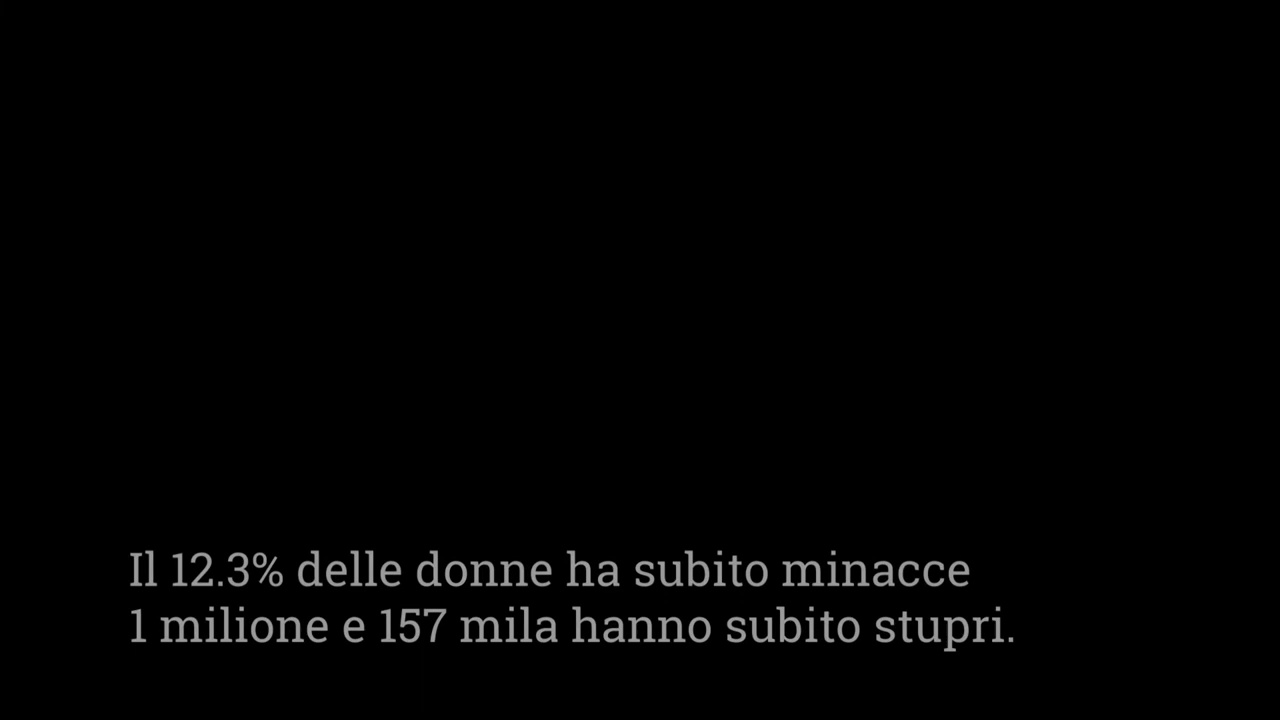 Il 12.3% delle donne ha subito minacce
1 milione e 157 mila hanno subito stupri.